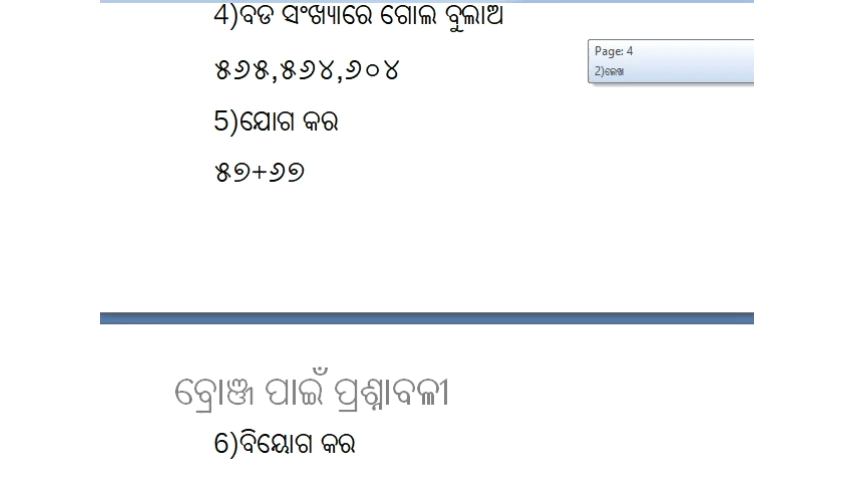 4)ବଡ ସଂଖ୍ୟାରେ ଗୋଲ ବୁଲାଅ
୫୬୫,୫୬୪,୬୦୪
Page: 4
2)ଲେଖ
5)ଯୋଗ କର
୫୭+୬୭
ବ୍ରୋଞ୍ଜ ପାଇଁ ପ୍ରଶ୍ନାବଳୀ
6)ବିୟୋଗ କର